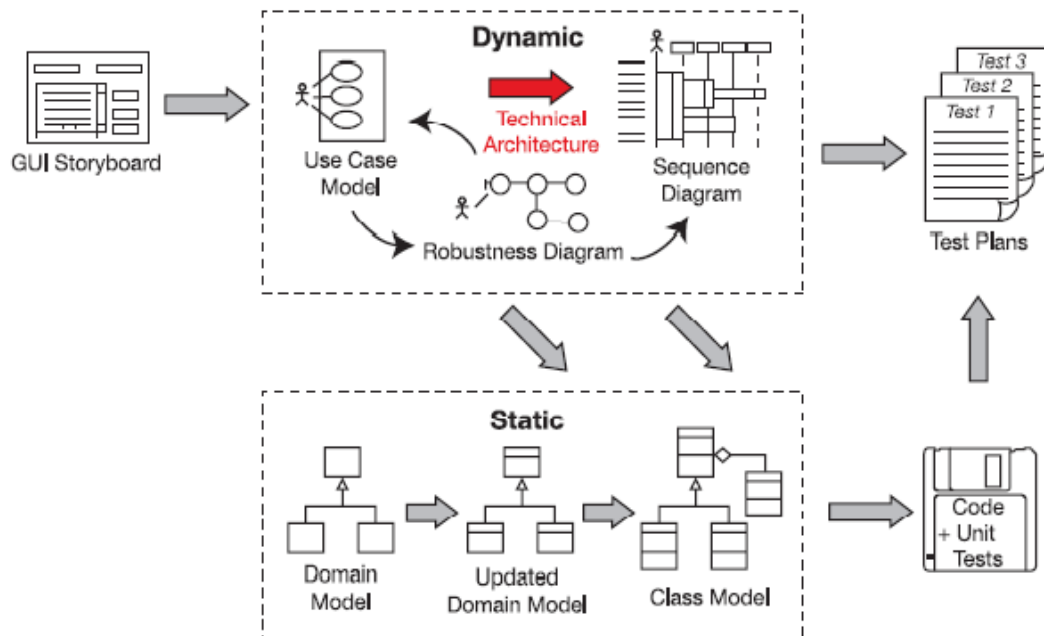 Dynamic
GUI Storyboard
Use Case
Model
Technical
Architecture
Robustness Diagram
Sequence
Diagram
Test 3
Test 2
Test 1
Test Plans
Static
Domain
Model
Updated
Domain Model
Class Model
Code
+ Unit
Tests